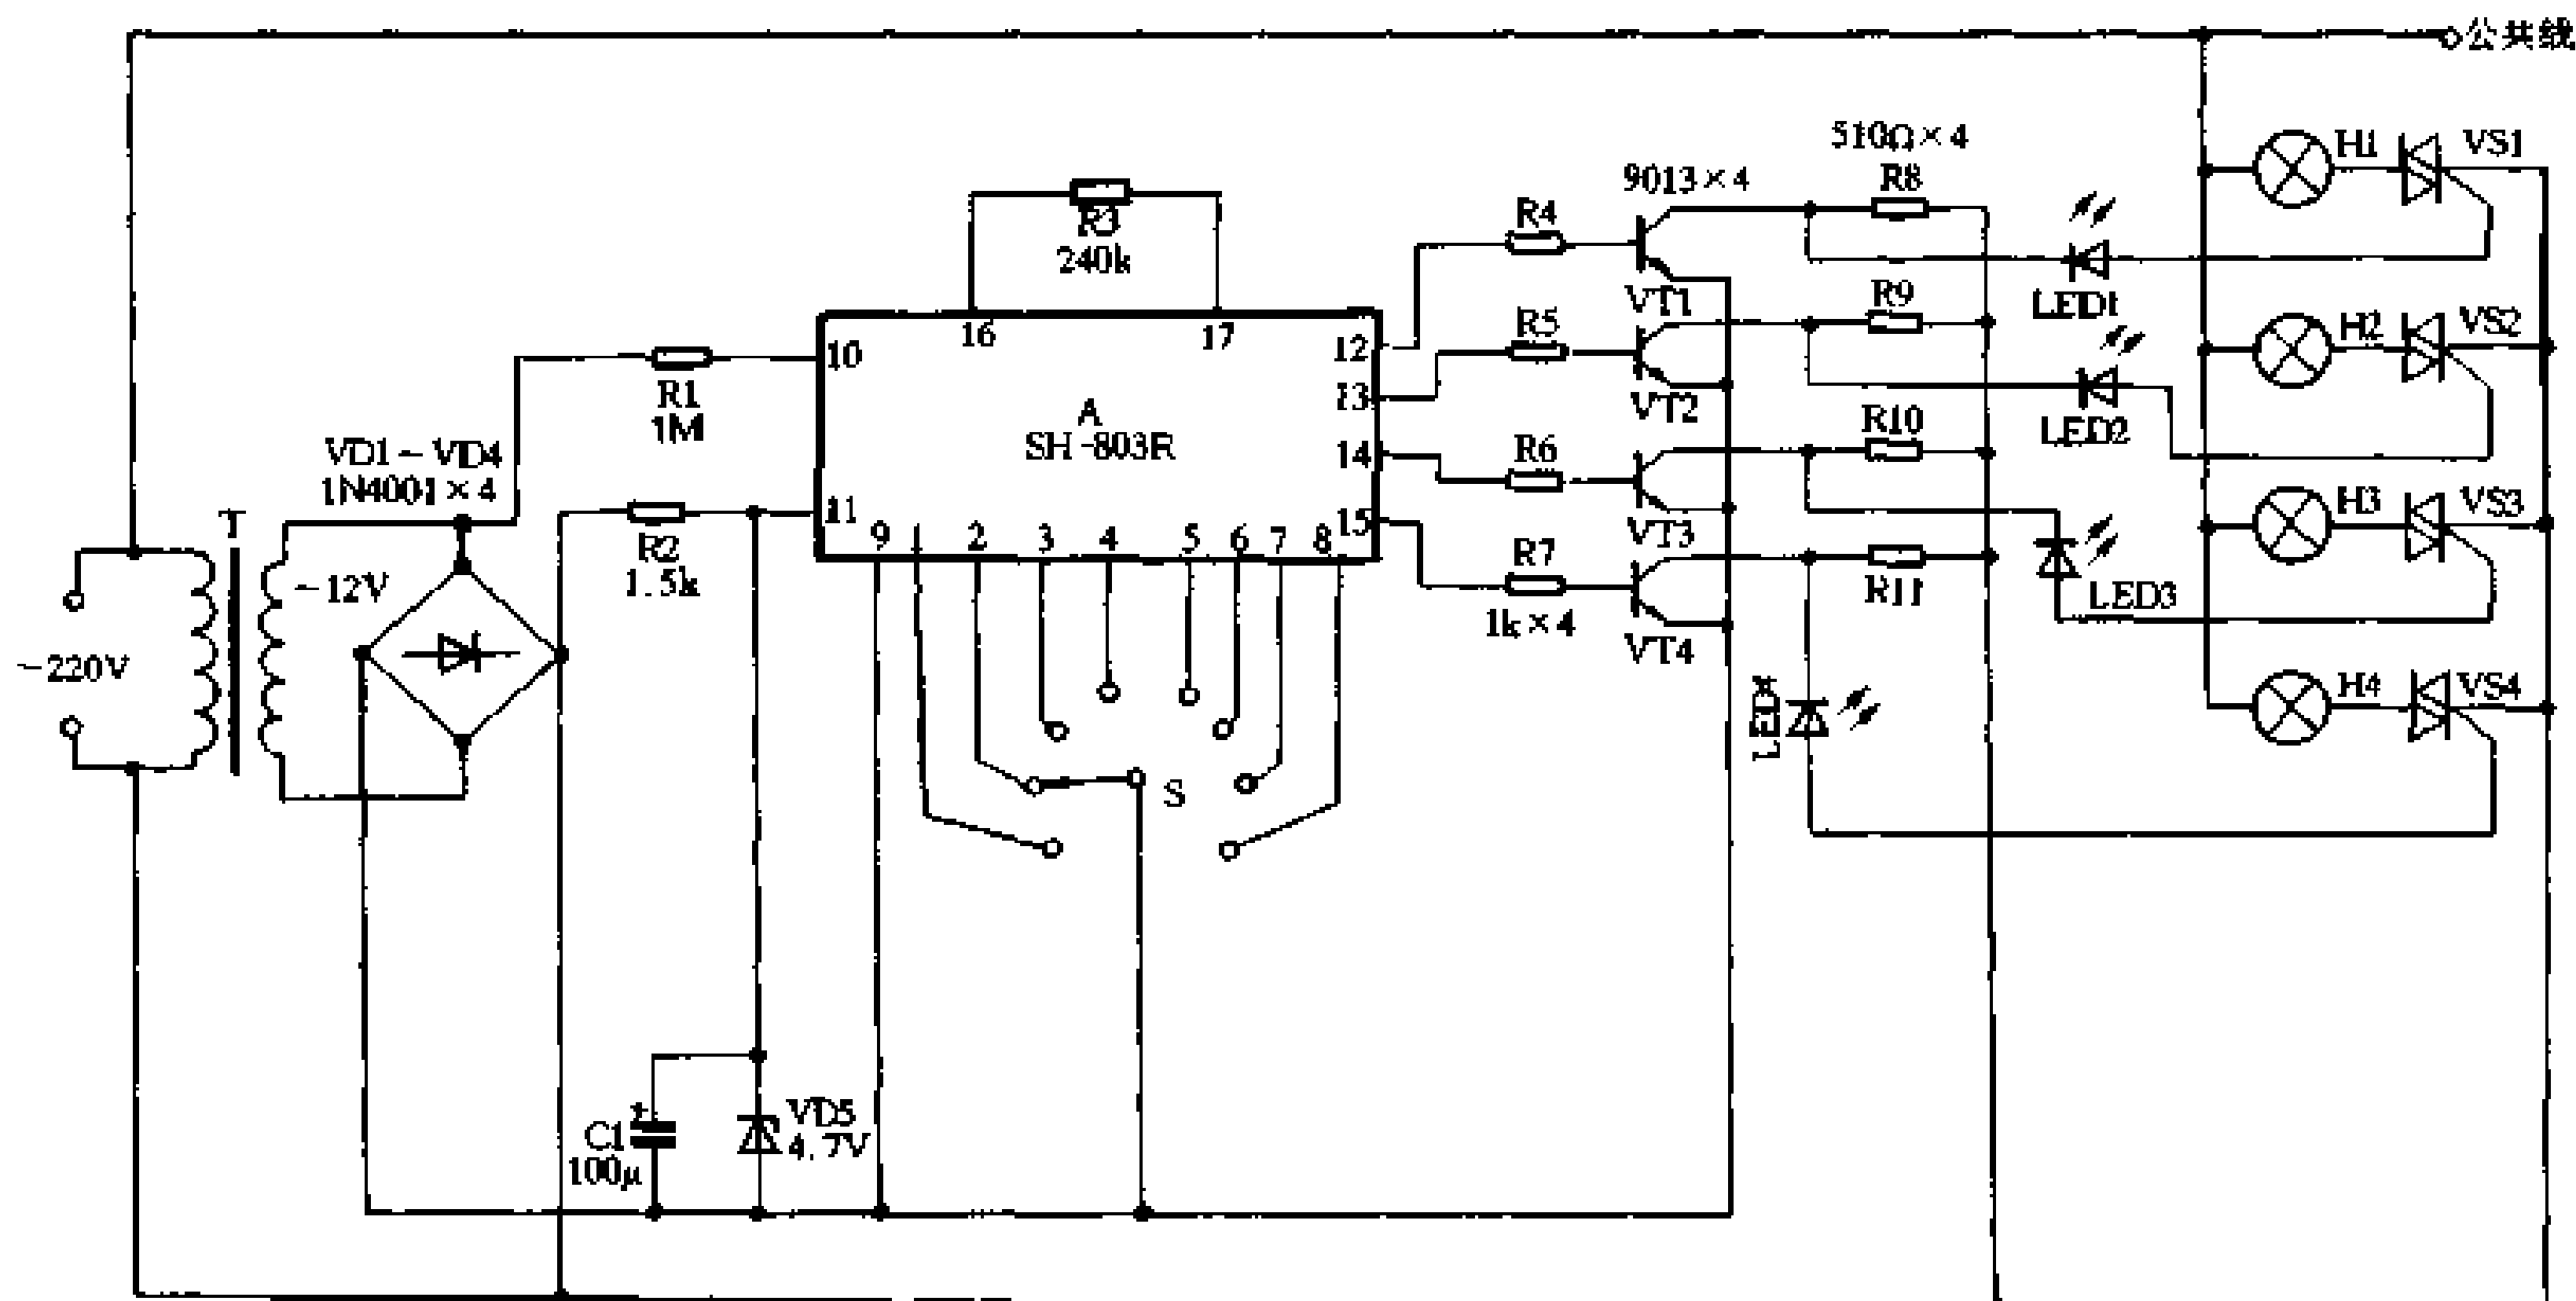 公共线
510Ω×4
9013×4
R8
H1
VS1
R3
240k
R4
VT1
R9
LED1
H2
VS2
16
17
10
12
R1
1M
R5
13
VT2
R10
LED2
A
SH-803R
VD1~VD4
1N4001×4
14
R6
H3
VS3
T
11
R2
1.5k
9
1
2
3
4
5
6
7
8
15
VT3
R7
R11
LED3
~12V
~220V
1k×4
VT4
H4
VS4
S
C1
100μ
VD5
4.7V